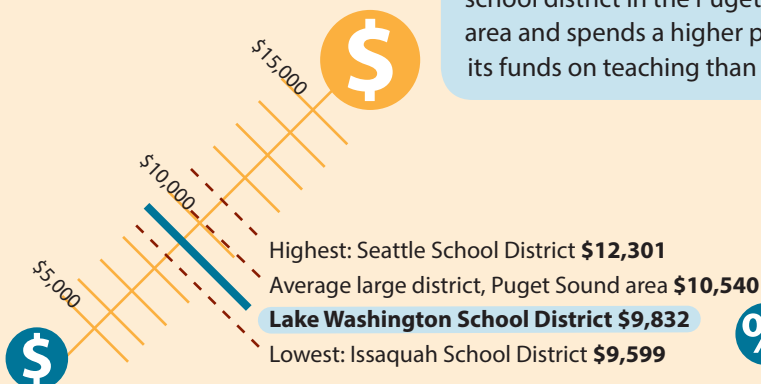 school district in the Puget
area and spends a higher
its funds on teaching than
$
$15,000
$10,000
$5,000
$
Highest: Seattle School District $12,301
Average large district, Puget Sound area $10,540
Lake Washington School District $9,832
Lowest: Issaquah School District $9,599
%